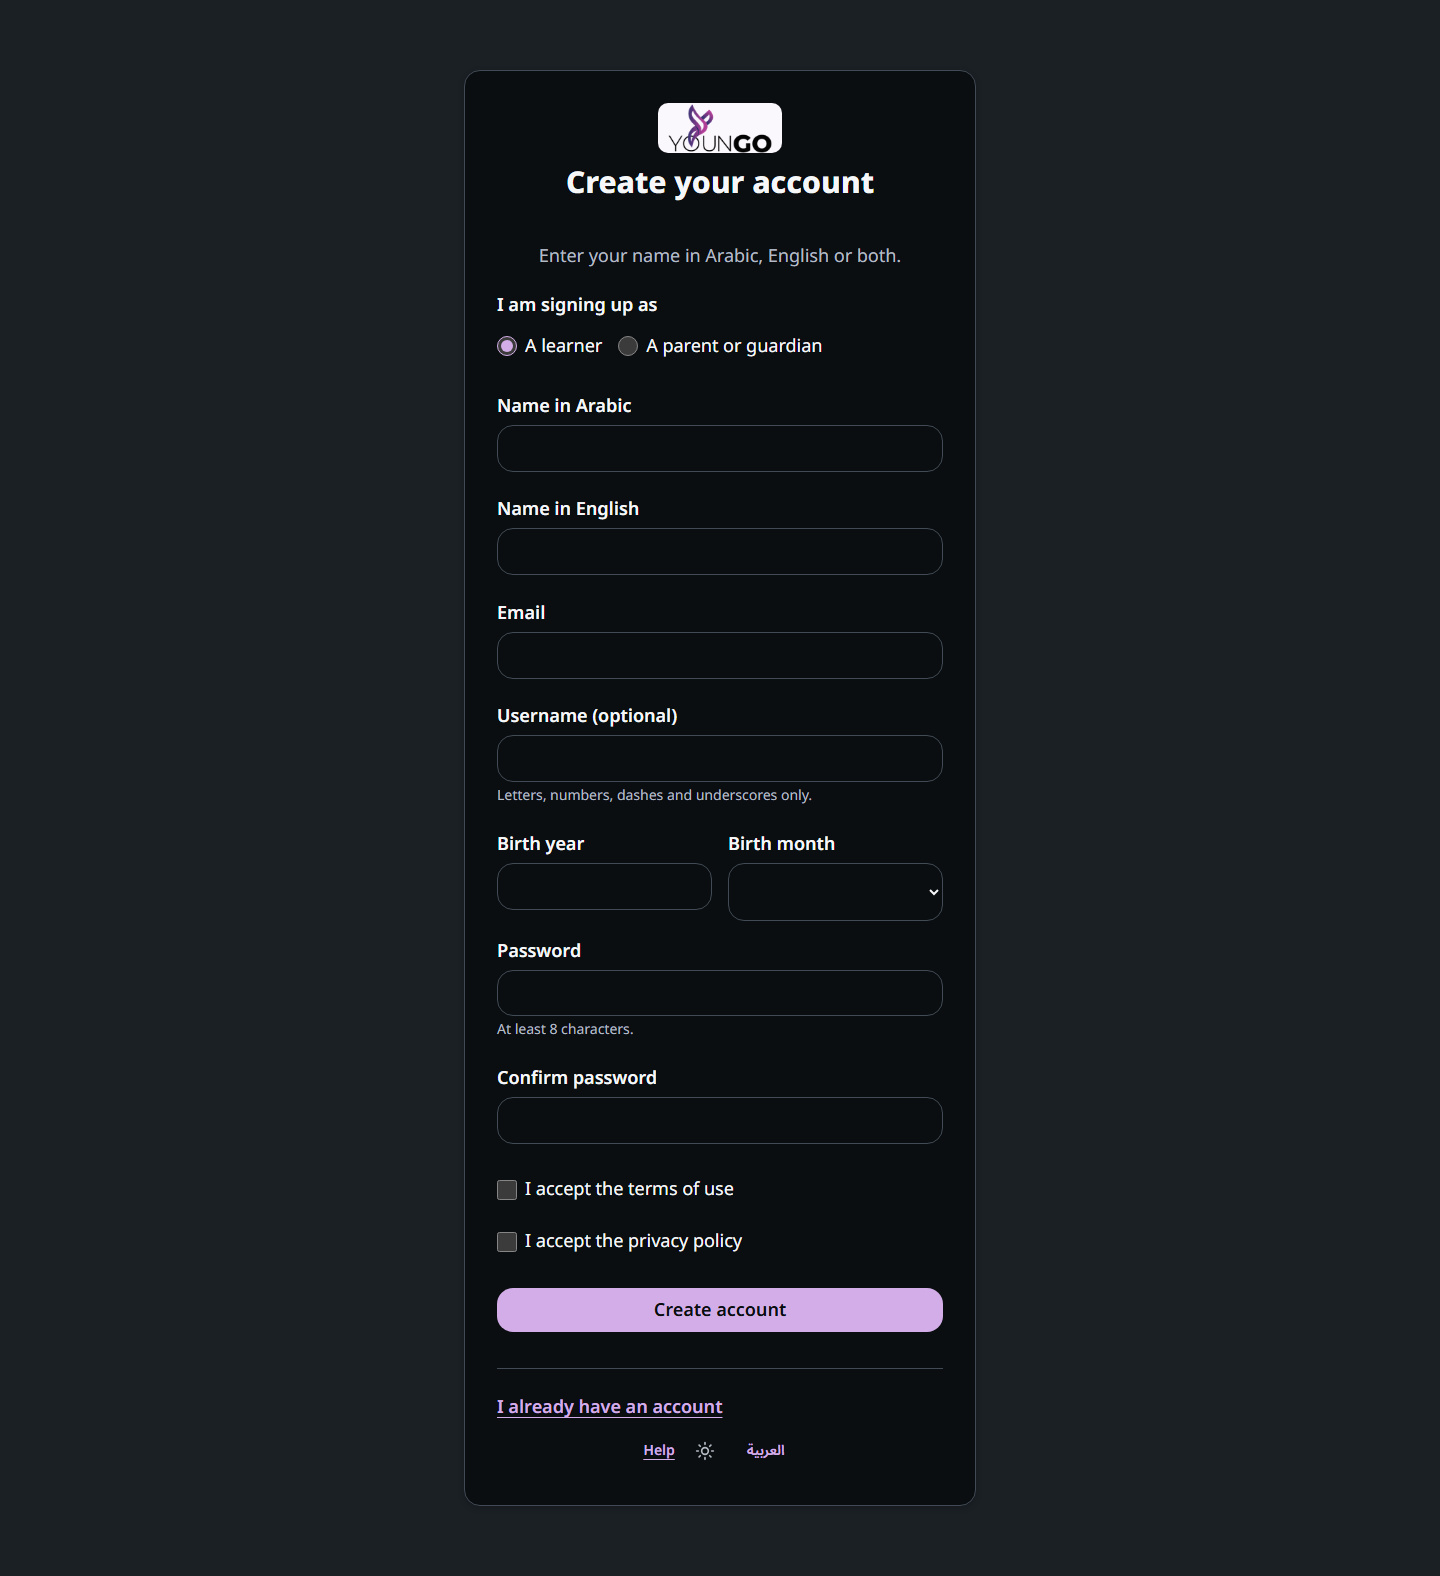 YOUNGO
Create your account
Enter your name in Arabic, English or both.
I am signing up as
A learner A parent or guardian
Name in Arabic
Name in English
Email
Username (optional)
Letters, numbers, dashes and underscores only.
Birth year Birth month
Password
At least 8 characters.
Confirm password
I accept the terms of use
I accept the privacy policy
Create account
I already have an account
Help العربية